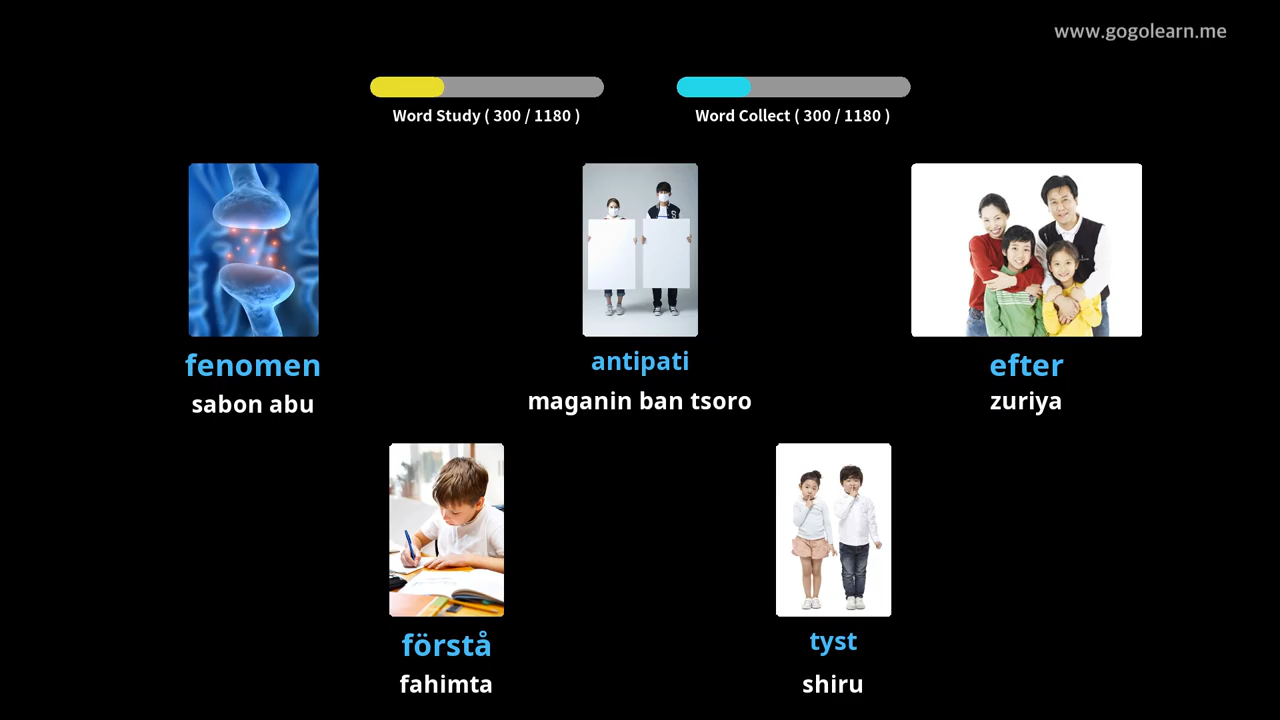 www.gogolearn.me
Word Study ( 300 / 1180 )
Word Collect ( 300 / 1180 )
fenomen
sabon abu
antipati
maganin ban tsoro
efter
zuriya
förstå
fahimta
tyst
shiru